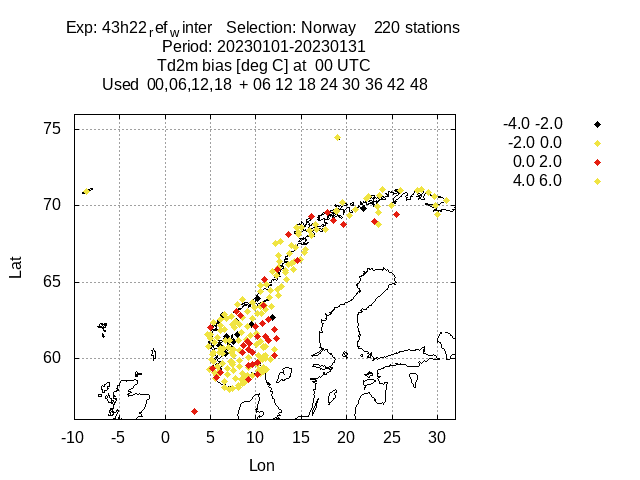 Exp: 43h22refwinter Selection: Norway 220 stations
Period: 20230101-20230131
Td2m bias [deg C] at 00 UTC
Used 00,06,12,18 + 06 12 18 24 30 36 42 48
-4.0 -2.0
-2.0 0.0
0.0 2.0
4.0 6.0
75
70
65
60
Lat
-10 -5 0 5 10 15 20 25 30
Lon